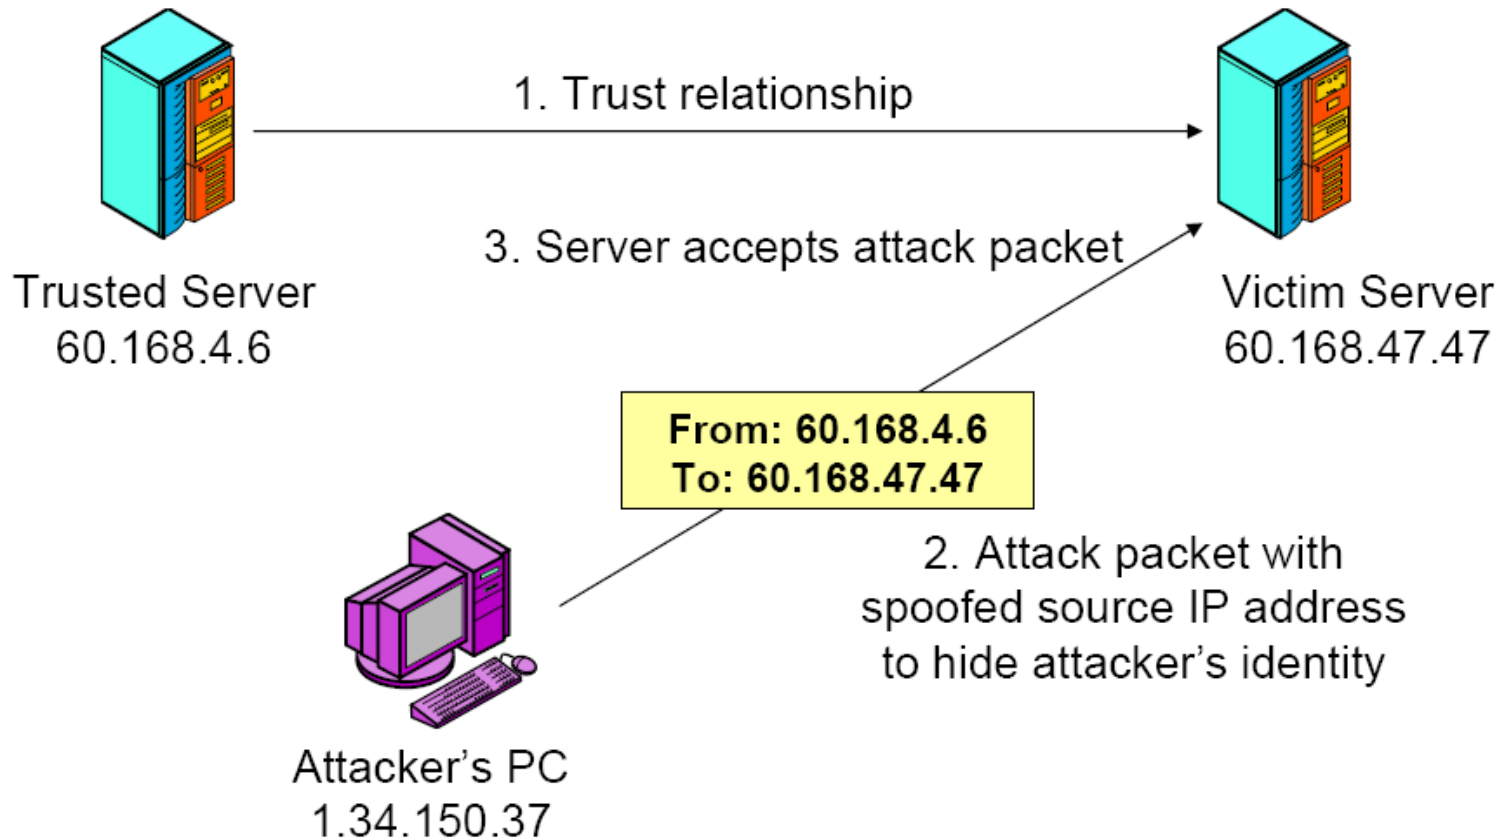 1. Trust relationship
3. Server accepts attack packet
Trusted Server
60.168.4.6
Victim Server
60.168.47.47
From: 60.168.4.6
To: 60.168.47.47
2. Attack packet with
spoofed source IP address
to hide attacker’s identity
Attacker’s PC
1.34.150.37